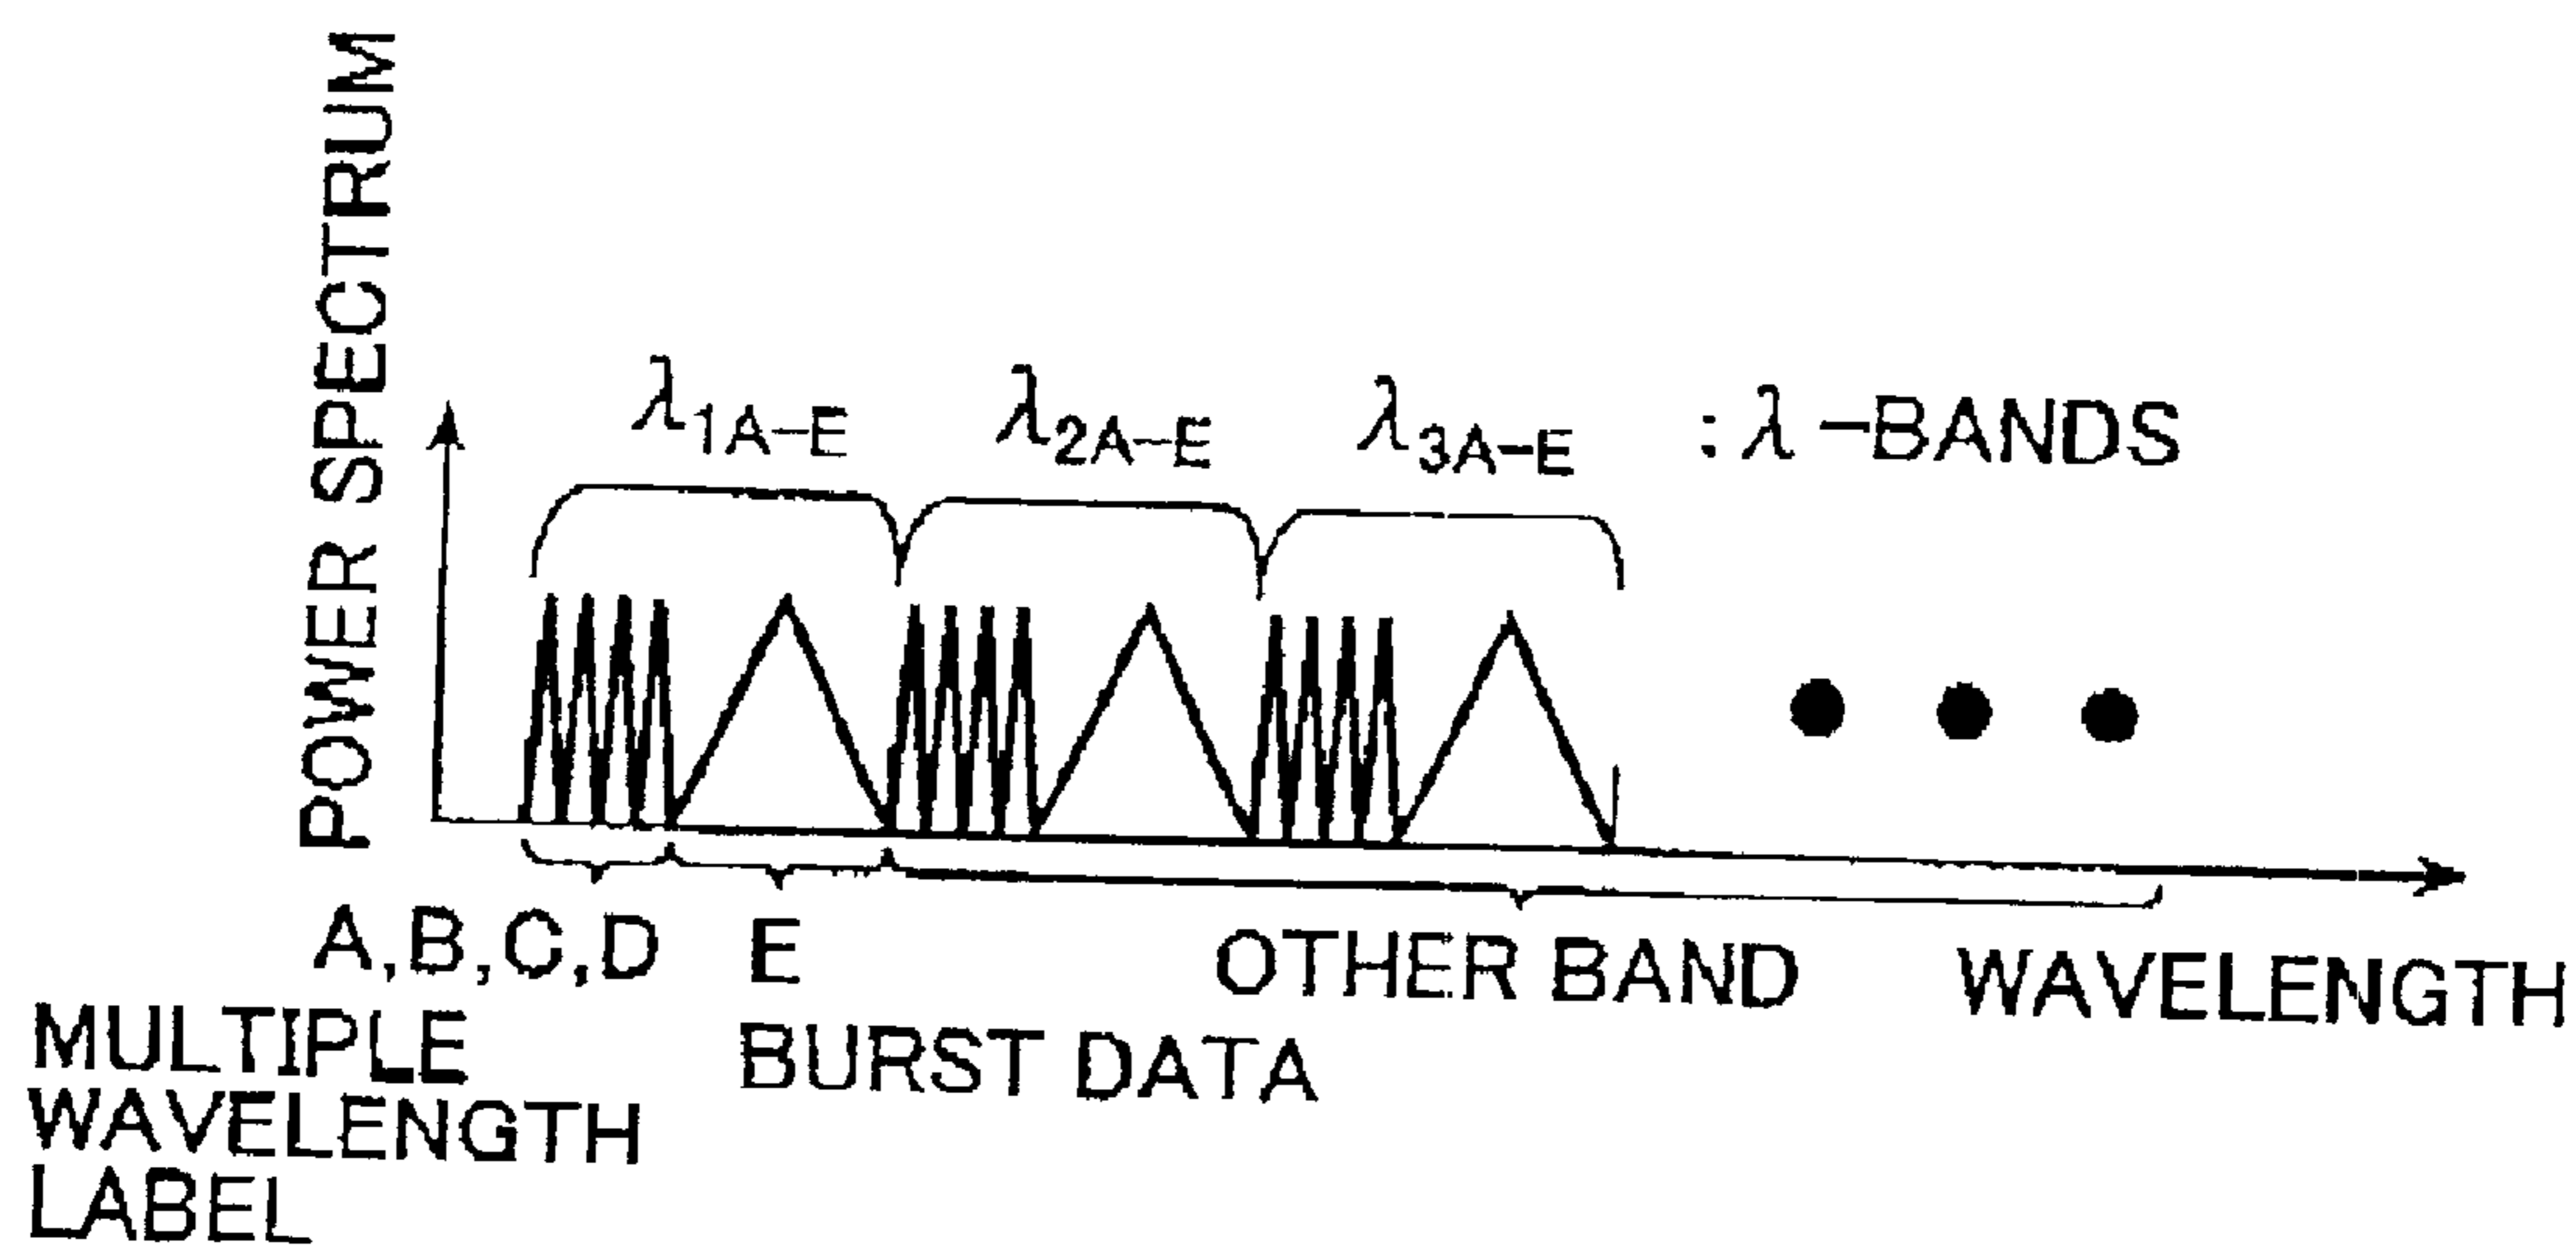 POWER SPECTRUM
λ1A-E λ2A-E λ3A-E : λ-BANDS
A,B,C,D E OTHER BAND WAVELENGTH
MULTIPLE BURST DATA
WAVELENGTH
LABEL